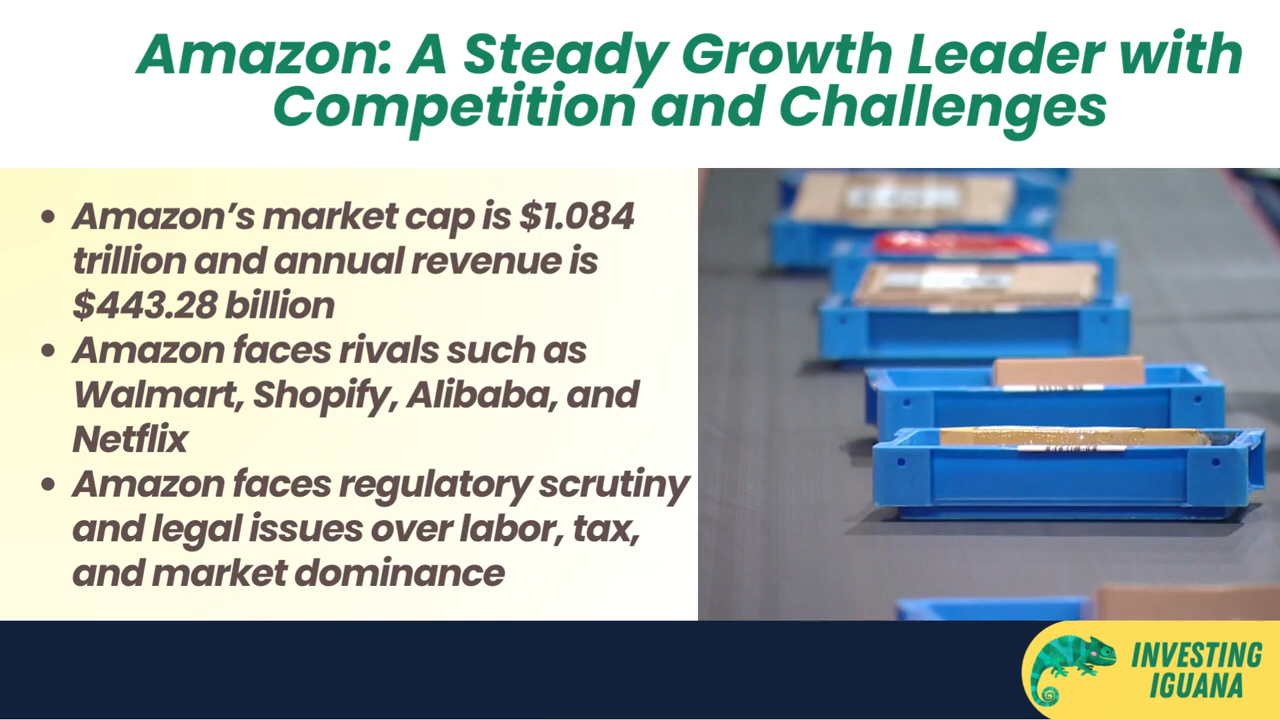 Amazon: A Steady Growth Leader with
Competition and Challenges
• Amazon’s market cap is $1.084
trillion and annual revenue is
$443.28 billion
• Amazon faces rivals such as
Walmart, Shopify, Alibaba, and
Netflix
• Amazon faces regulatory scrutiny
and legal issues over labor, tax,
and market dominance
INVESTING
IGUANA